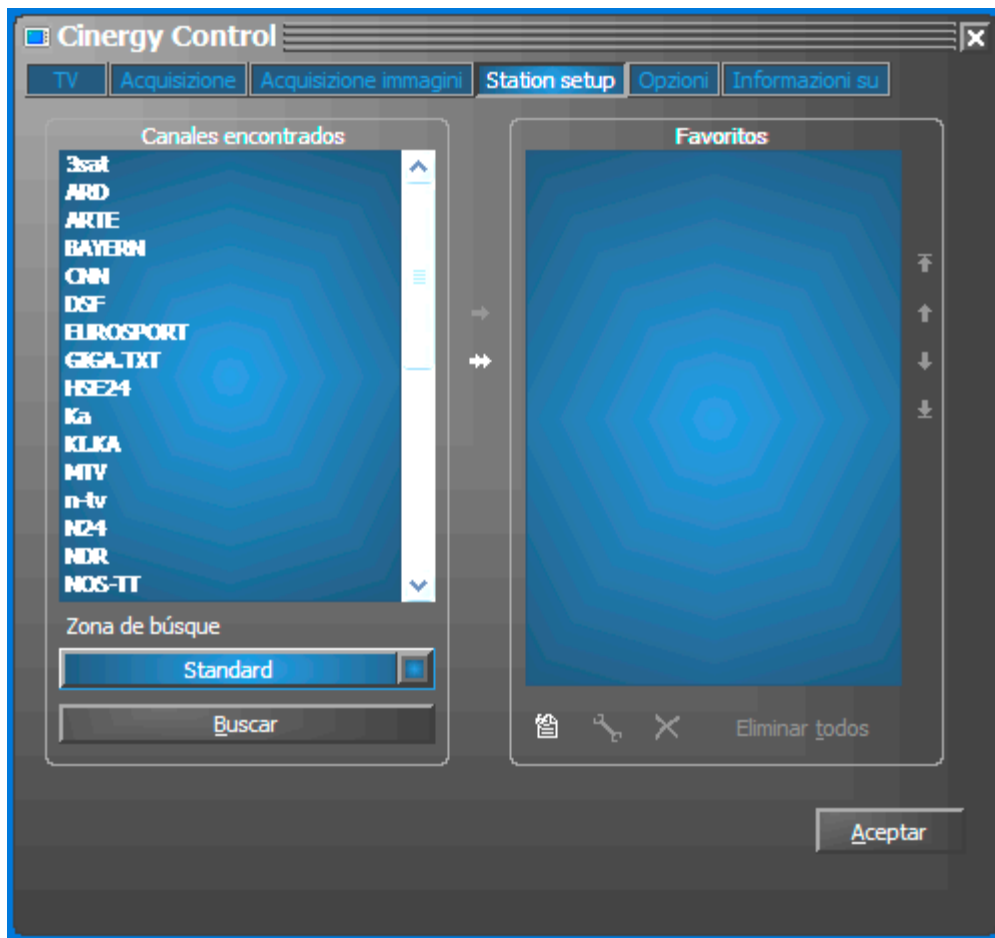 Cinergy Control
TV Acquisizione Acquisizione immagini Station setup Opzioni Informazioni su
Canales encontrados
3sat
ARD
ARTE
BAYERN
CNN
DSF
EUROSPORT
GIGA.TXT
HSE24
Ka
KI.KA
MTV
n-tv
N24
NDR
NOS-TT
Zona de búsque
Standard
Buscar
Favoritos
Eliminar todos
Aceptar